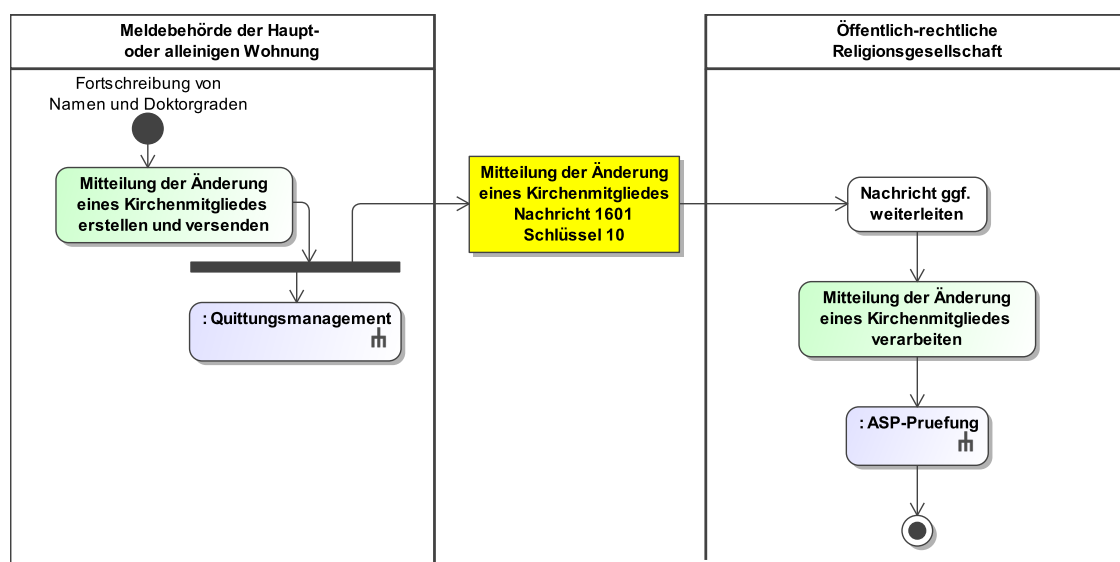 Meldebehörde der Haupt-
oder alleinigen Wohnung
Fortschreibung von
Namen und Doktorgraden
Mitteilung der Änderung
eines Kirchenmitgliedes
erstellen und versenden
: Quittungsmanagement
Mitteilung der Änderung
eines Kirchenmitgliedes
Nachricht 1601
Schlüssel 10
Öffentlich-rechtliche
Religionsgesellschaft
Nachricht ggf.
weiterleiten
Mitteilung der Änderung
eines Kirchenmitgliedes
verarbeiten
: ASP-Pruefung